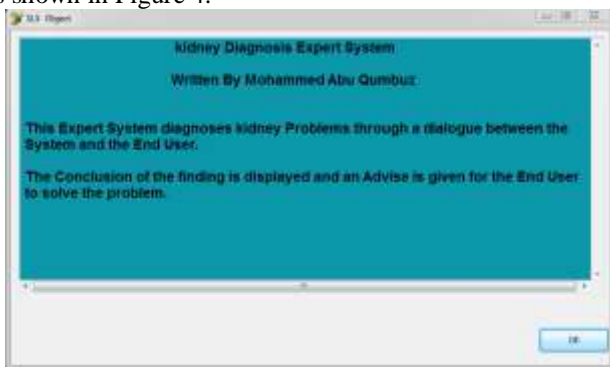 s shown in Figure 4.
SL5 Object
kidney Diagnosis Expert System
Written By Mohammed Abu Qumbuz
This Expert System diagnoses kidney Problems through a dialogue between the
System and the End User.
The Conclusion of the finding is displayed and an Advise is given for the End User
to solve the problem.
OK